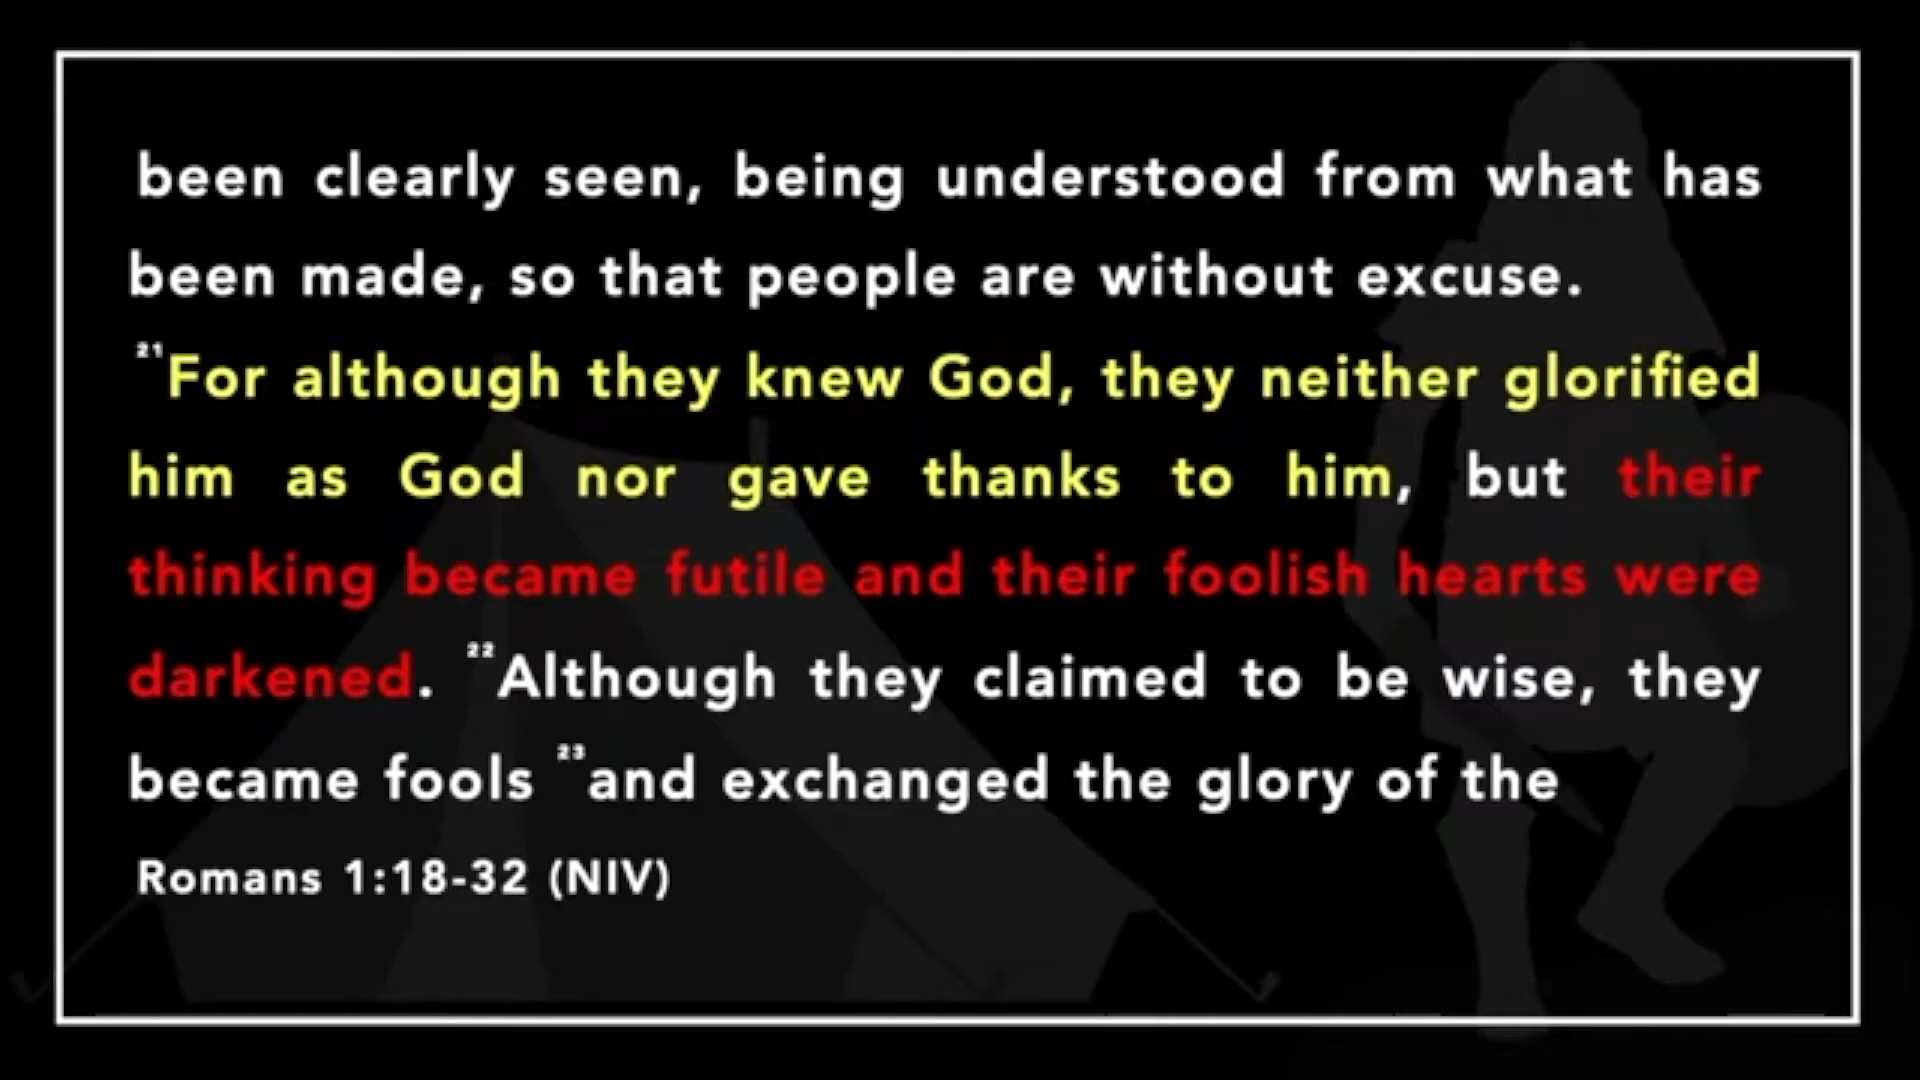 been clearly seen, being understood from what has
been made, so that people are without excuse.
²¹For although they knew God, they neither glorified
him as God nor gave thanks to him, but their
thinking became futile and their foolish hearts were
darkened. ²²Although they claimed to be wise, they
became fools ²³and exchanged the glory of the
Romans 1:18-32 (NIV)